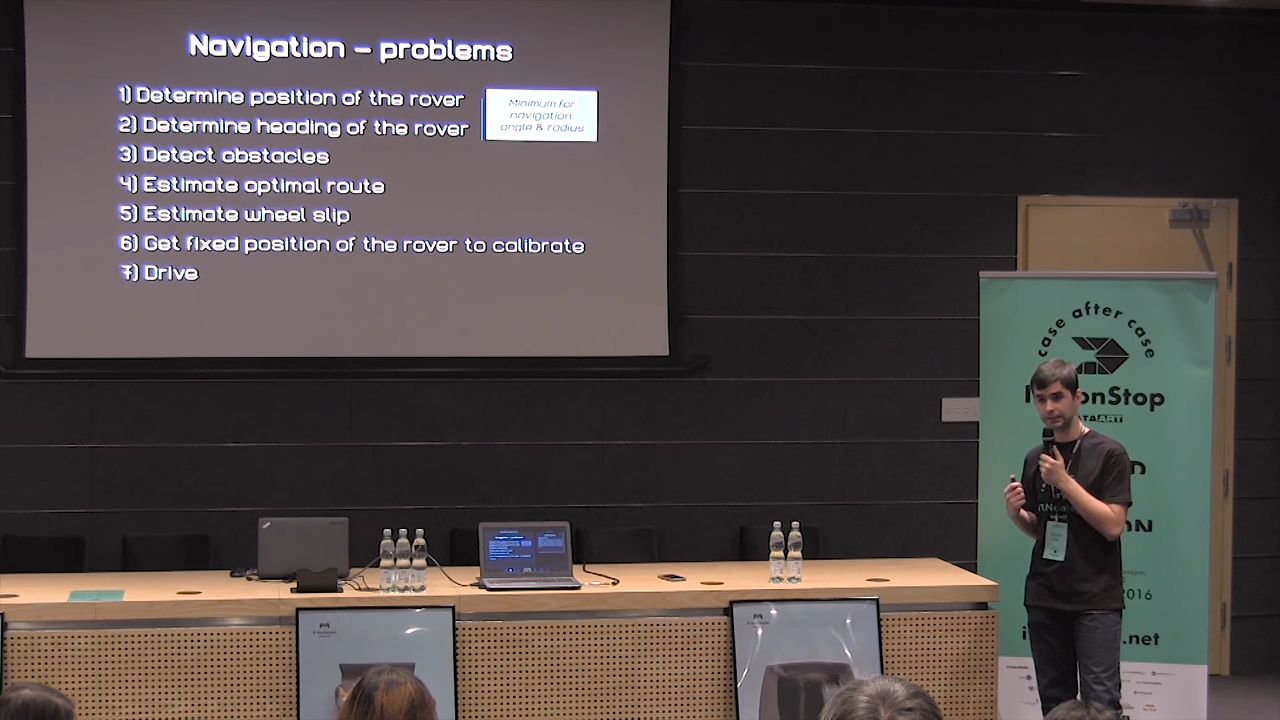 Navigation – problems
1) Determine position of the rover
2) Determine heading of the rover
3) Detect obstacles
4) Estimate optimal route
5) Estimate wheel slip
6) Get fixed position of the rover to calibrate
7) Drive
Minimum for
navigation:
angle & radius
case after case
onStop
ART
2016
.net